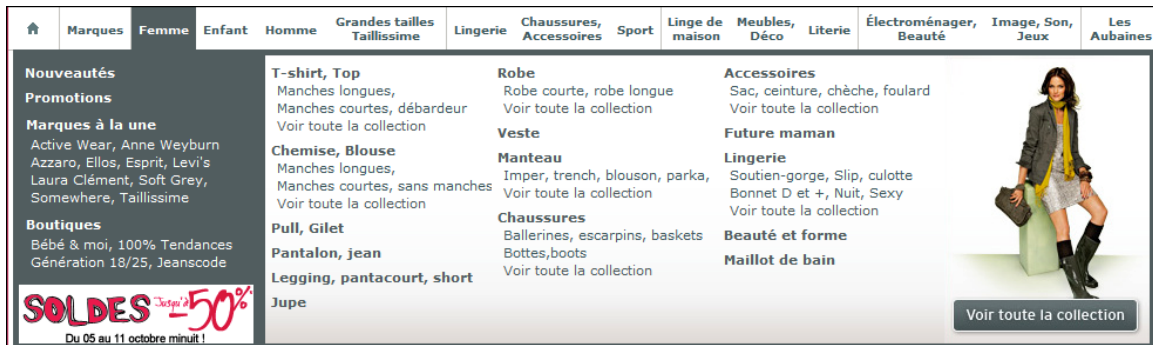 Marques
Femme
Enfant
Homme
Grandes tailles
Taillissime
Lingerie
Chaussures,
Accessoires
Sport
Linge de
maison
Meubles,
Déco
Literie
Électroménager,
Beauté
Image, Son,
Jeux
Les
Aubaines
Nouveautés
Promotions
Marques à la une
Active Wear, Anne Weyburn
Azzaro, Ellos, Esprit, Levi's
Laura Clément, Soft Grey,
Somewhere, Taillissime
Boutiques
Bébé & moi, 100% Tendances
Génération 18/25, Jeanscode
SOLDES Jusqu'à -50%*
Du 05 au 11 octobre minuit !
T-shirt, Top
Manches longues,
Manches courtes, débardeur
Voir toute la collection
Chemise, Blouse
Manches longues,
Manches courtes, sans manches
Voir toute la collection
Pull, Gilet
Pantalon, jean
Legging, pantacourt, short
Jupe
Robe
Robe courte, robe longue
Voir toute la collection
Veste
Manteau
Imper, trench, blouson, parka,
Voir toute la collection
Chaussures
Ballerines, escarpins, baskets
Bottes,boots
Voir toute la collection
Accessoires
Sac, ceinture, chèche, foulard
Voir toute la collection
Future maman
Lingerie
Soutien-gorge, Slip, culotte
Bonnet D et +, Nuit, Sexy
Voir toute la collection
Beauté et forme
Maillot de bain
Voir toute la collection